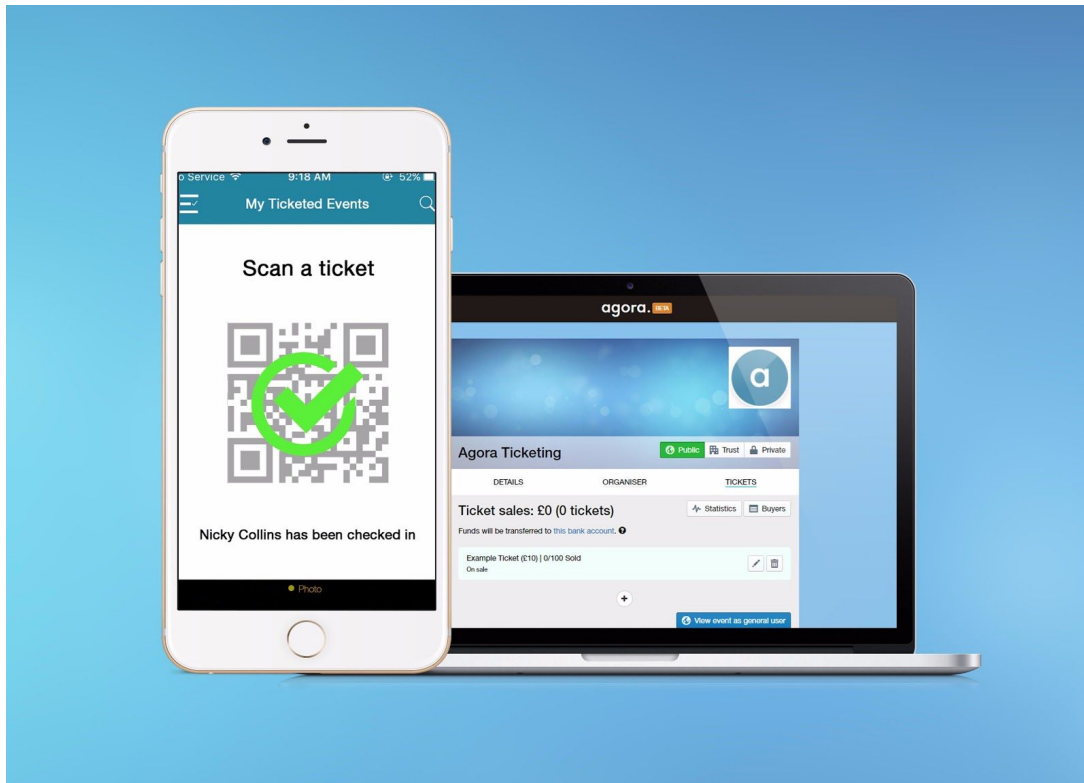 o Service 9:18 AM 52%
My Ticketed Events
Scan a ticket
Nicky Collins has been checked in
Photo
agora. BETA
a
Agora Ticketing
Public Trust Private
DETAILS ORGANISER TICKETS
Ticket sales: £0 (0 tickets)
Statistics Buyers
Funds will be transferred to this bank account. ?
Example Ticket (£10) | 0/100 Sold
On sale
+
View event as general user